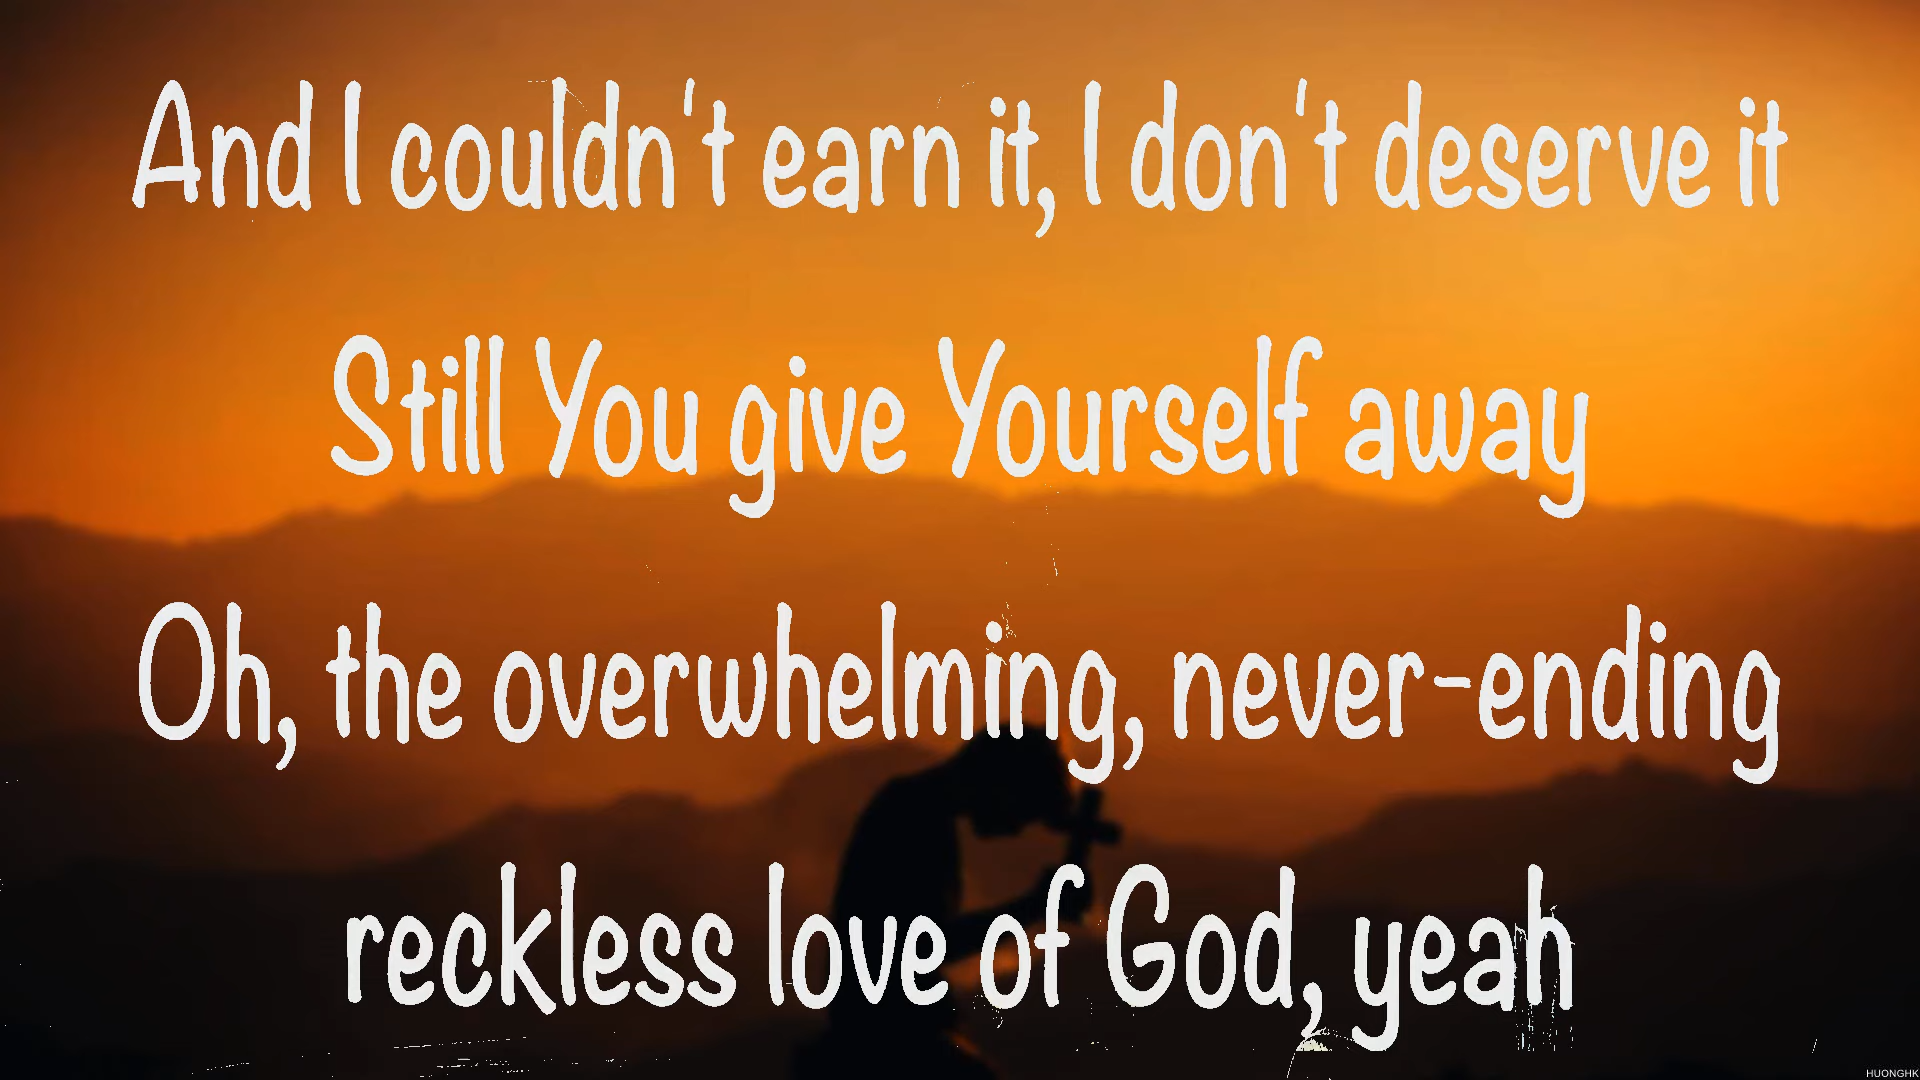 And I couldn't earn it, I don't deserve it
Still You give Yourself away
Oh, the overwhelming, never-ending
reckless love of God, yeah
HUONGHK